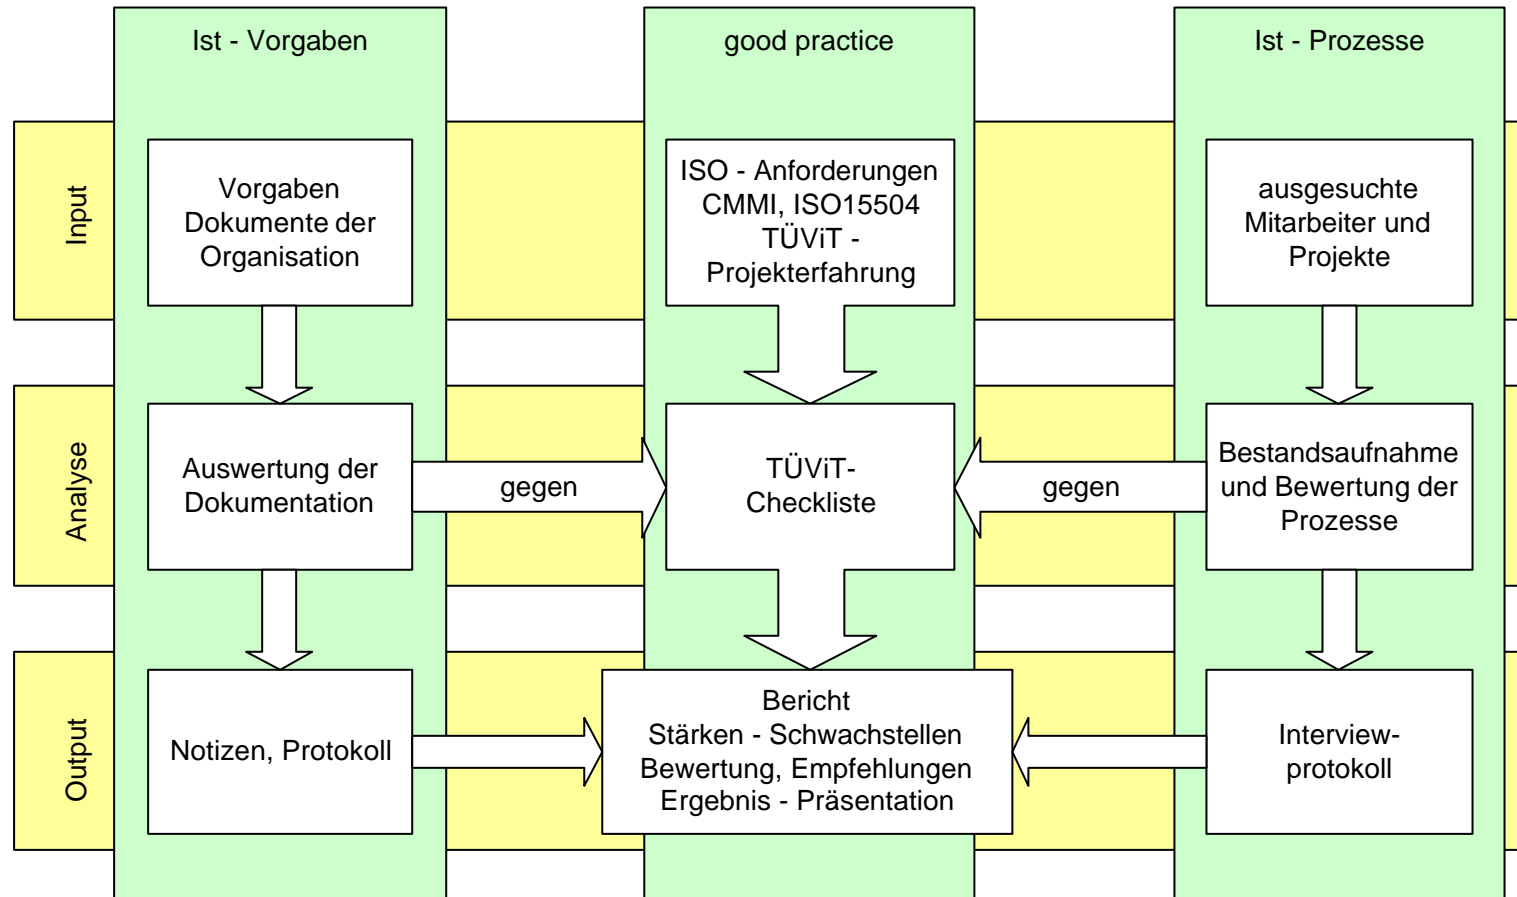 Ist - Vorgaben
good practice
Ist - Prozesse
Input
Vorgaben
Dokumente der
Organisation
ISO - Anforderungen
CMMI, ISO15504
TÜViT -
Projekterfahrung
ausgesuchte
Mitarbeiter und
Projekte
Analyse
Auswertung der
Dokumentation
gegen
TÜViT-
Checkliste
gegen
Bestandsaufnahme
und Bewertung der
Prozesse
Output
Notizen, Protokoll
Bericht
Stärken - Schwachstellen
Bewertung, Empfehlungen
Ergebnis - Präsentation
Interview-
protokoll